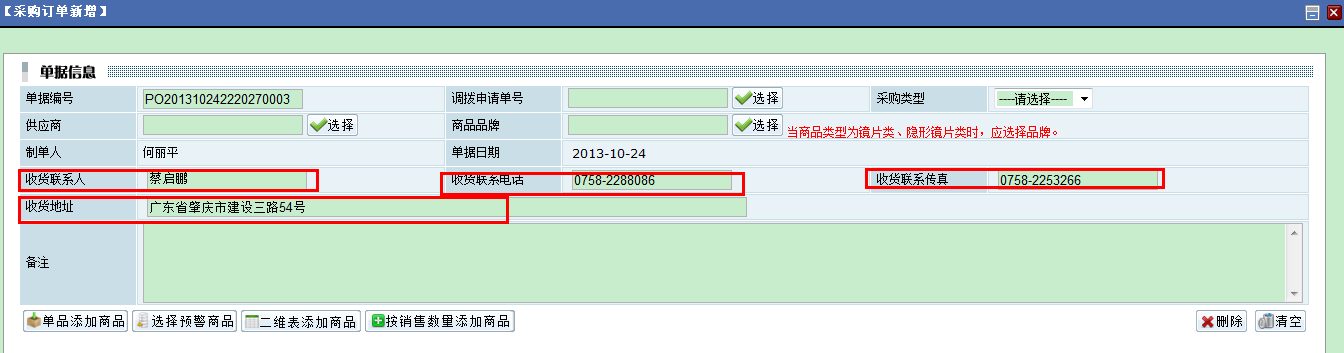 【采购订单新增】
单据信息
单据编号 PO201310242220270003 调拨申请单号 选择 采购类型 ----请选择----
供应商 选择 商品品牌 选择 当商品类型为镜片类、隐形镜片类时，应选择品牌。
制单人 何丽平 单据日期 2013-10-24
收货联系人 蔡启鹏 收货联系电话 0758-2288086 收货联系传真 0758-2253266
收货地址 广东省肇庆市建设三路54号
备注
单品添加商品 选择预警商品 二维表添加商品 按销售数量添加商品 删除 清空